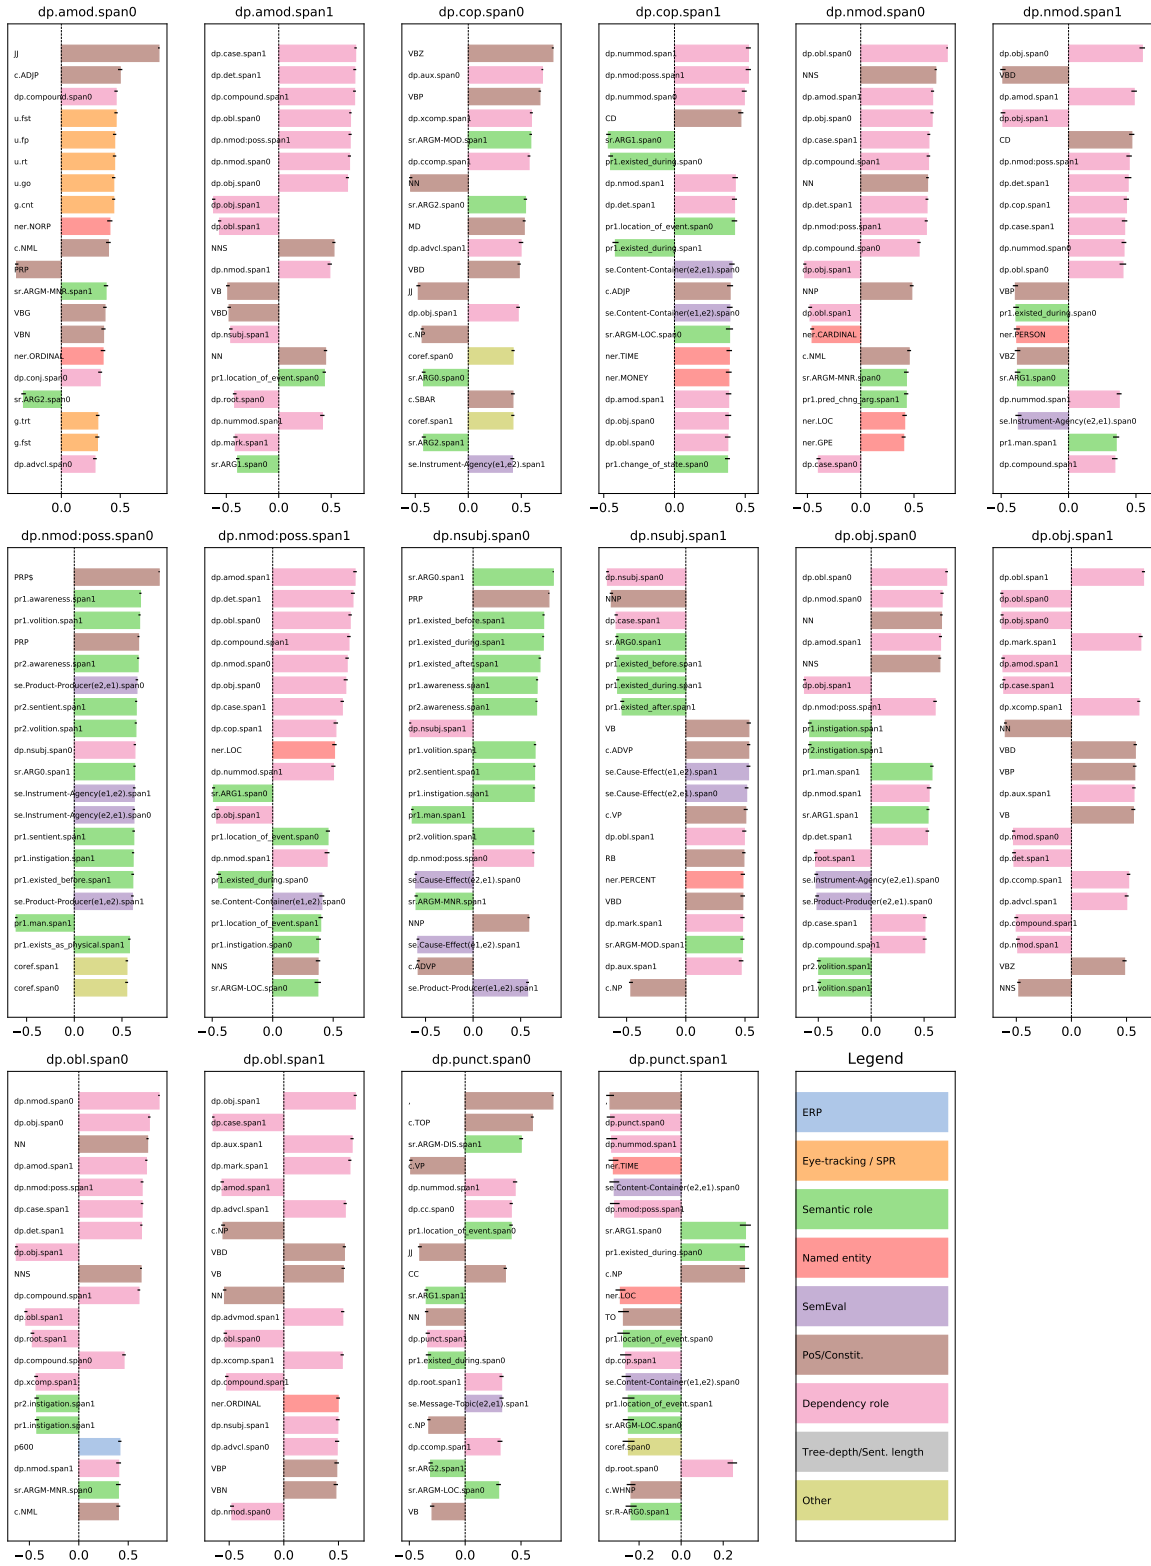 dp.amod.span0
JJ
c.ADJP
dp.compound.span0
u.fst
u.fp
u.rt
u.go
g.cnt
ner.NORP
c.NML
PRP
sr.ARGM-MNR.span1
VBG
VBN
ner.ORDINAL
dp.conj.span0
sr.ARG2.span0
g.trt
g.fst
dp.advcl.span0
0.0 0.5
dp.amod.span1
dp.case.span1
dp.det.span1
dp.compound.span1
dp.obl.span0
dp.nmod:poss.span1
dp.nmod.span0
dp.obj.span0
dp.obj.span1
dp.obl.span1
NNS
dp.nmod.span1
VB
VBD
dp.nsubj.span1
NN
pr1.location_of_event.span0
dp.root.span0
dp.nummod.span1
dp.mark.span1
sr.ARG1.span0
−0.5 0.0 0.5
dp.cop.span0
VBZ
dp.aux.span0
VBP
dp.xcomp.span1
sr.ARGM-MOD.span1
dp.ccomp.span1
NN
sr.ARG2.span0
MD
dp.advcl.span1
VBD
JJ
dp.obj.span1
c.NP
coref.span0
sr.ARG0.span0
c.SBAR
coref.span1
sr.ARG2.span1
se.Instrument-Agency(e1,e2).span1
−0.5 0.0 0.5
dp.cop.span1
dp.nummod.span1
dp.nmod:poss.span1
dp.nummod.span0
CD
sr.ARG1.span0
pr1.existed_during.span0
dp.nmod.span1
dp.det.span1
pr1.location_of_event.span0
pr1.existed_during.span1
se.Content-Container(e2,e1).span0
c.ADJP
se.Content-Container(e1,e2).span0
sr.ARGM-LOC.span0
ner.TIME
ner.MONEY
dp.amod.span1
dp.obj.span0
dp.obl.span0
pr1.change_of_state.span0
−0.5 0.0 0.5
dp.nmod.span0
dp.obl.span0
NNS
dp.amod.span1
dp.obj.span0
dp.case.span1
dp.compound.span1
NN
dp.det.span1
dp.nmod:poss.span1
dp.compound.span0
dp.obj.span1
NNP
dp.obl.span1
ner.CARDINAL
c.NML
sr.ARGM-MNR.span0
pr1.pred_chng_arg.span1
ner.LOC
ner.GPE
dp.case.span0
−0.5 0.0 0.5
dp.nmod.span1
dp.obj.span0
VBD
dp.amod.span1
dp.obj.span1
CD
dp.nmod:poss.span1
dp.det.span1
dp.cop.span1
dp.case.span1
dp.nummod.span0
dp.obl.span0
VBP
pr1.existed_during.span0
ner.PERSON
VBZ
sr.ARG1.span0
dp.nummod.span1
se.Instrument-Agency(e2,e1).span0
pr1.man.span1
dp.compound.span1
−0.5 0.0 0.5
dp.nmod:poss.span0
PRP$
pr1.awareness.span1
pr1.volition.span1
PRP
pr2.awareness.span1
se.Product-Producer(e2,e1).span0
pr2.sentient.span1
pr2.volition.span1
dp.nsubj.span0
sr.ARG0.span1
se.Instrument-Agency(e1,e2).span1
se.Instrument-Agency(e2,e1).span0
pr1.sentient.span1
pr1.instigation.span1
pr1.existed_before.span1
se.Product-Producer(e1,e2).span1
pr1.man.span1
pr1.exists_as_physical.span1
coref.span1
coref.span0
−0.5 0.0 0.5
dp.nmod:poss.span1
dp.amod.span1
dp.det.span1
dp.obl.span0
dp.compound.span1
dp.nmod.span0
dp.obj.span0
dp.case.span1
dp.cop.span1
ner.LOC
dp.nummod.span1
sr.ARG1.span0
dp.obj.span1
pr1.location_of_event.span0
dp.nmod.span1
pr1.existed_during.span0
se.Content-Container(e1,e2).span0
pr1.location_of_event.span1
pr1.instigation.span0
NNS
sr.ARGM-LOC.span0
−0.5 0.0 0.5
dp.nsubj.span0
sr.ARG0.span1
PRP
pr1.existed_before.span1
pr1.existed_during.span1
pr1.existed_after.span1
pr1.awareness.span1
pr2.awareness.span1
dp.nsubj.span1
pr1.volition.span1
pr2.sentient.span1
pr1.instigation.span1
pr1.man.span1
pr2.volition.span1
dp.nmod:poss.span0
se.Cause-Effect(e2,e1).span0
sr.ARGM-MNR.span1
NNP
se.Cause-Effect(e1,e2).span1
c.ADVP
se.Product-Producer(e1,e2).span1
−0.5 0.0 0.5
dp.nsubj.span1
dp.nsubj.span0
NNP
dp.case.span1
sr.ARG0.span1
pr1.existed_before.span1
pr1.existed_during.span1
pr1.existed_after.span1
VB
c.ADVP
se.Cause-Effect(e1,e2).span1
se.Cause-Effect(e2,e1).span0
c.VP
dp.obl.span1
RB
ner.PERCENT
VBD
dp.mark.span1
sr.ARGM-MOD.span1
dp.aux.span1
c.NP
−0.5 0.0 0.5
dp.obj.span0
dp.obl.span0
dp.nmod.span0
NN
dp.amod.span1
NNS
dp.obj.span1
dp.nmod:poss.span1
pr1.instigation.span1
pr2.instigation.span1
pr1.man.span1
dp.nmod.span1
sr.ARG1.span1
dp.det.span1
dp.root.span1
se.Instrument-Agency(e2,e1).span0
se.Product-Producer(e2,e1).span0
dp.case.span1
dp.compound.span1
pr2.volition.span1
pr1.volition.span1
−0.5 0.0 0.5
dp.obj.span1
dp.obl.span1
dp.obl.span0
dp.obj.span0
dp.mark.span1
dp.amod.span1
dp.case.span1
dp.xcomp.span1
NN
VBD
VBP
dp.aux.span1
VB
dp.nmod.span0
dp.det.span1
dp.ccomp.span1
dp.advcl.span1
dp.compound.span1
dp.nmod.span1
VBZ
NNS
−0.5 0.0 0.5
dp.obl.span0
dp.nmod.span0
dp.obj.span0
NN
dp.amod.span1
dp.nmod:poss.span1
dp.case.span1
dp.det.span1
dp.obj.span1
NNS
dp.compound.span1
dp.obl.span1
dp.root.span1
dp.compound.span0
dp.xcomp.span1
pr2.instigation.span1
pr1.instigation.span1
p600
dp.nmod.span1
sr.ARGM-MNR.span0
c.NML
−0.5 0.0 0.5
dp.obl.span1
dp.obj.span1
dp.case.span1
dp.aux.span1
dp.mark.span1
dp.amod.span1
dp.advcl.span1
c.NP
VBD
VB
NN
dp.advmod.span1
dp.obl.span0
dp.xcomp.span1
dp.compound.span1
ner.ORDINAL
dp.nsubj.span1
dp.advcl.span0
VBP
VBN
dp.nmod.span0
−0.5 0.0 0.5
dp.punct.span0
,
c.TOP
sr.ARGM-DIS.span1
c.VP
dp.nummod.span1
dp.cc.span0
pr1.location_of_event.span0
JJ
CC
sr.ARG1.span1
NN
dp.punct.span1
pr1.existed_during.span0
dp.root.span1
se.Message-Topic(e2,e1).span1
c.NP
dp.ccomp.span1
sr.ARG2.span1
sr.ARGM-LOC.span0
VB
−0.5 0.0 0.5
dp.punct.span1
,
dp.punct.span0
dp.nummod.span1
ner.TIME
se.Content-Container(e2,e1).span0
dp.nmod:poss.span1
sr.ARG1.span0
pr1.existed_during.span0
c.NP
ner.LOC
TO
pr1.location_of_event.span0
dp.cop.span1
se.Content-Container(e1,e2).span0
pr1.location_of_event.span1
sr.ARGM-LOC.span0
coref.span0
dp.root.span0
c.WHNP
sr.R-ARG0.span1
−0.2 0.0 0.2
Legend
ERP
Eye-tracking / SPR
Semantic role
Named entity
SemEval
PoS/Constit.
Dependency role
Tree-depth/Sent. length
Other